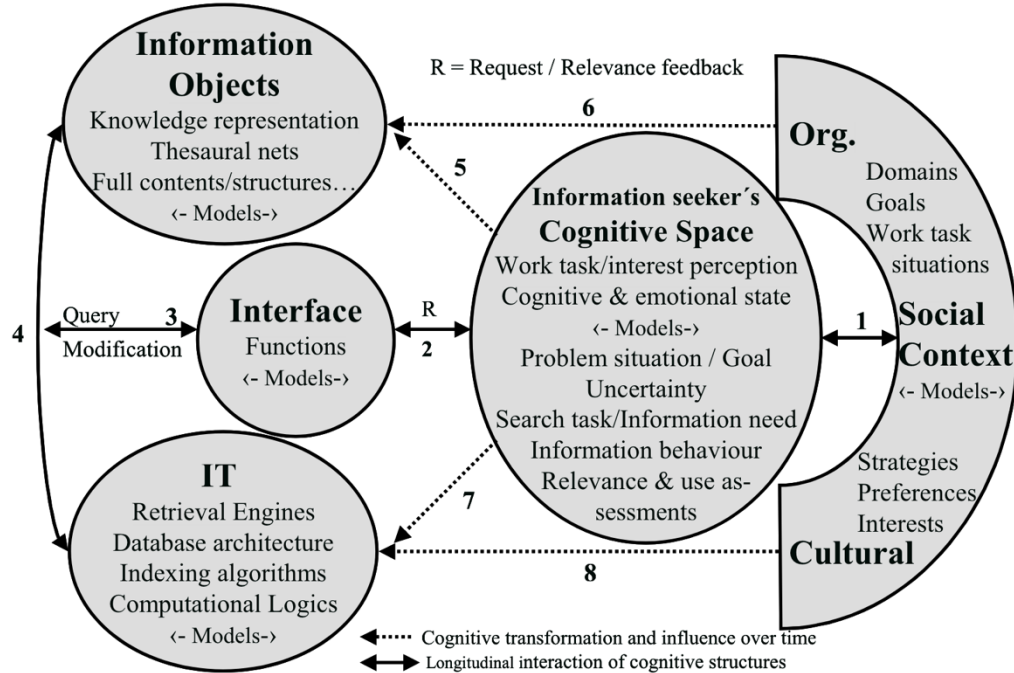 Information
Objects
Knowledge representation
Thesaural nets
Full contents/structures…
‹- Models-›
R = Request / Relevance feedback
6
5
Org.
Domains
Goals
Work task
situations
Information seeker´s
Cognitive Space
Work task/interest perception
Cognitive & emotional state
‹- Models-›
Problem situation / Goal
Uncertainty
Search task/Information need
Information behaviour
Relevance & use as-
sessments
4
Query
3
Modification
Interface
Functions
‹- Models-›
R
2
1
Social
Context
‹- Models-›
Strategies
Preferences
Interests
Cultural
IT
Retrieval Engines
Database architecture
Indexing algorithms
Computational Logics
‹- Models-›
7
8
Cognitive transformation and influence over time
Longitudinal interaction of cognitive structures